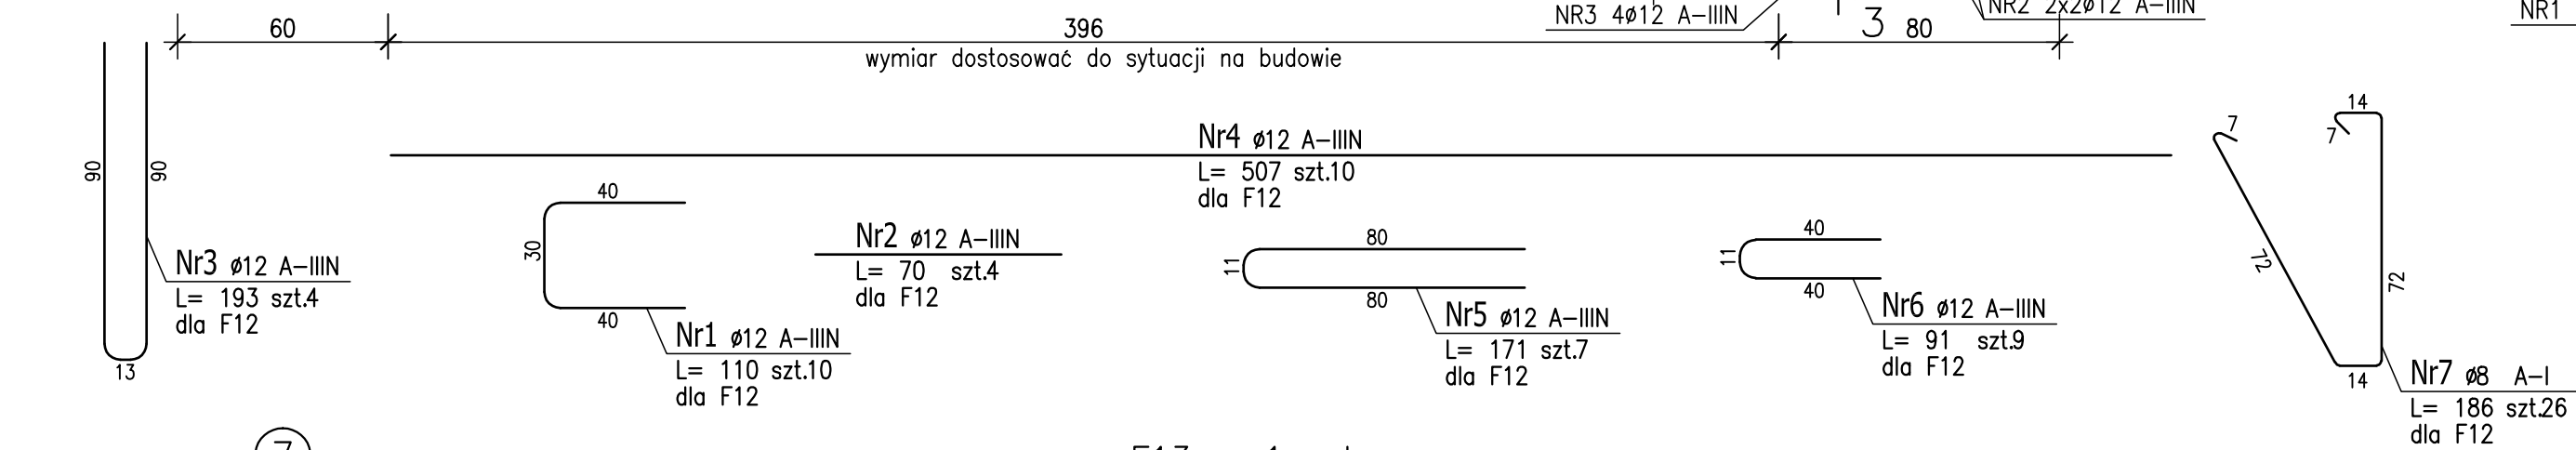 NR3 4ø12 A-IIIN
NR2 2x2ø12 A-IIIN
NR1
60
396
3
80
wymiar dostosować do sytuacji na budowie
14
7
7
Nr4 ø12 A-IIIN
L= 507 szt.10
dla F12
90
90
40
30
40
Nr2 ø12 A-IIIN
L= 70 szt.4
dla F12
80
11
80
40
11
40
72
72
Nr3 ø12 A-IIIN
L= 193 szt.4
dla F12
13
Nr1 ø12 A-IIIN
L= 110 szt.10
dla F12
Nr5 ø12 A-IIIN
L= 171 szt.7
dla F12
Nr6 ø12 A-IIIN
L= 91 szt.9
dla F12
14
Nr7 ø8 A-I
L= 186 szt.26
dla F12